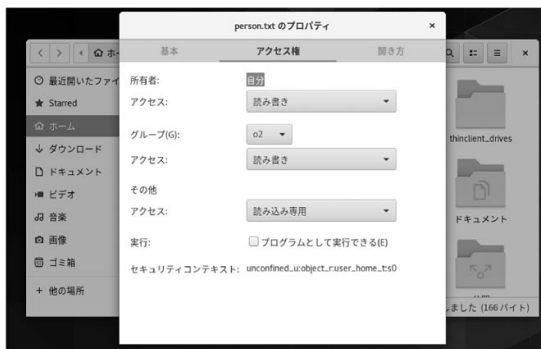 person.txt のプロパティ
基本 アクセス権 開き方
所有者: 自分
アクセス: 読み書き
グループ(G): o2
アクセス: 読み書き
その他
アクセス: 読み込み専用
実行: プログラムとして実行できる(E)
セキュリティコンテキスト: unconfined_u:object_r:user_home_t:s0
ホー
最近開いたファイ
Starred
ホーム
ダウンロード
ドキュメント
ビデオ
音楽
画像
ゴミ箱
他の場所
thinclient_drives
ドキュメント
しました (166 バイト)